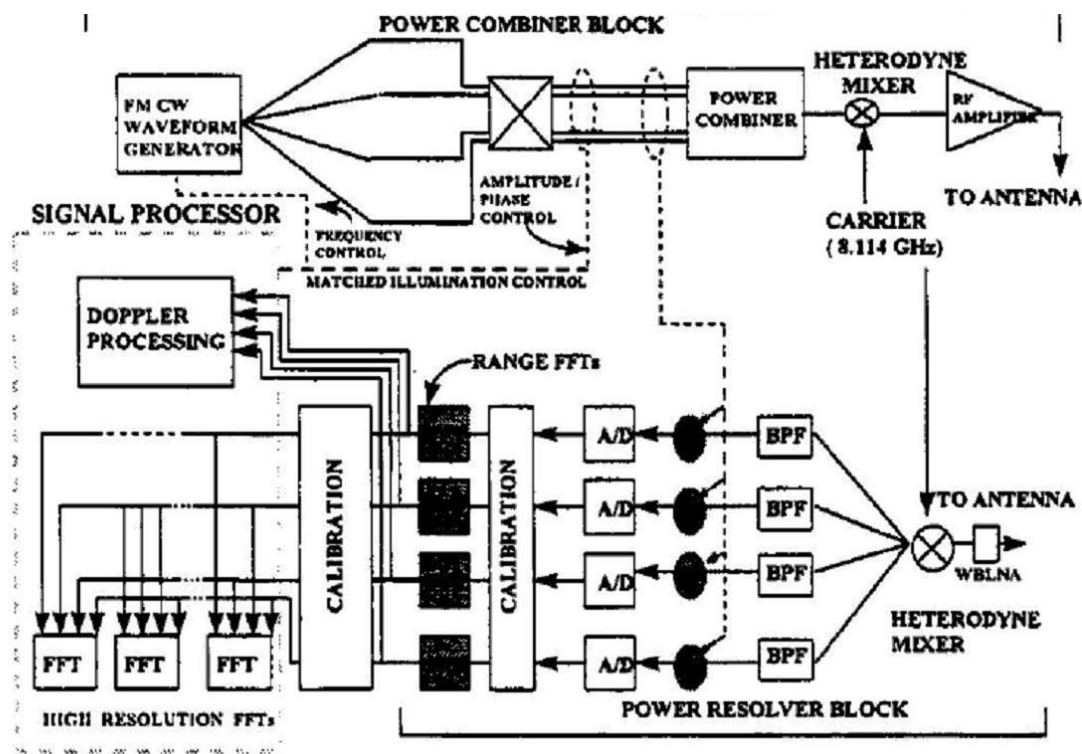 POWER COMBINER BLOCK
FM CW
WAVEFORM
GENERATOR
POWER
COMBINER
HETERODYNE
MIXER
RF
AMPLIFIER
TO ANTENNA
AMPLITUDE /
PHASE
CONTROL
CARRIER
( 8.114 GHz)
SIGNAL PROCESSOR
FREQUENCY
CONTROL
MATCHED ILLUMINATION CONTROL
DOPPLER
PROCESSING
RANGE FFTs
CALIBRATION
CALIBRATION
A/D
BPF
A/D
BPF
A/D
BPF
A/D
BPF
TO ANTENNA
WBLNA
HETERODYNE
MIXER
FFT
FFT
FFT
HIGH RESOLUTION FFTs
POWER RESOLVER BLOCK